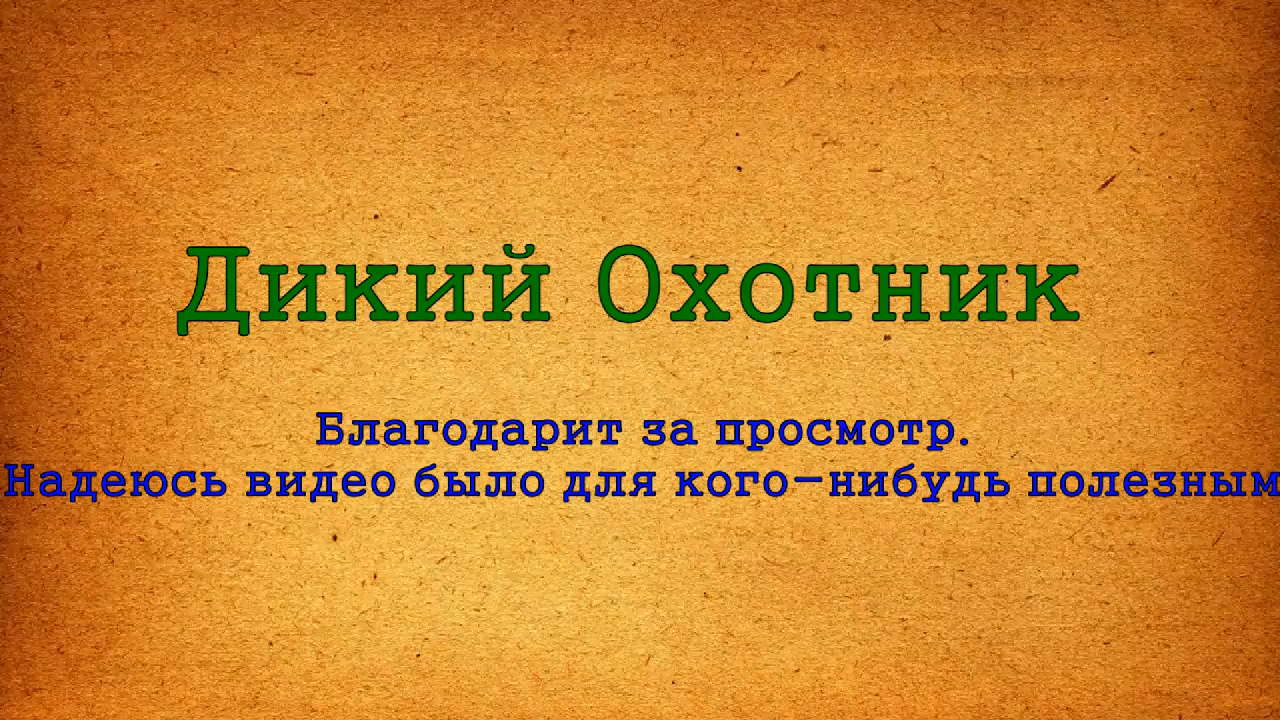 Дикий Охотник
Благодарит за просмотр.
Надеюсь видео было для кого-нибудь полезным